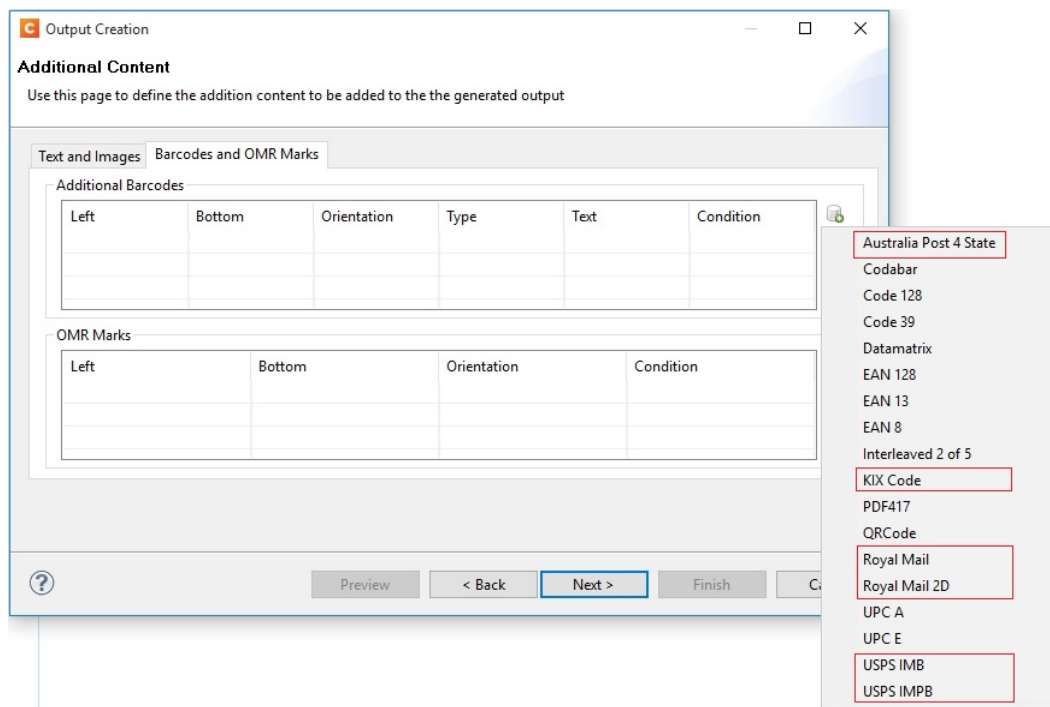 C Output Creation
Additional Content
Use this page to define the addition content to be added to the the generated output
Text and Images Barcodes and OMR Marks
Additional Barcodes
Left Bottom Orientation Type Text Condition
OMR Marks
Left Bottom Orientation Condition
? Preview < Back Next > Finish
Australia Post 4 State
Codabar
Code 128
Code 39
Datamatrix
EAN 128
EAN 13
EAN 8
Interleaved 2 of 5
KIX Code
PDF417
QRCode
Royal Mail
Royal Mail 2D
UPC A
UPC E
USPS IMB
USPS IMPB